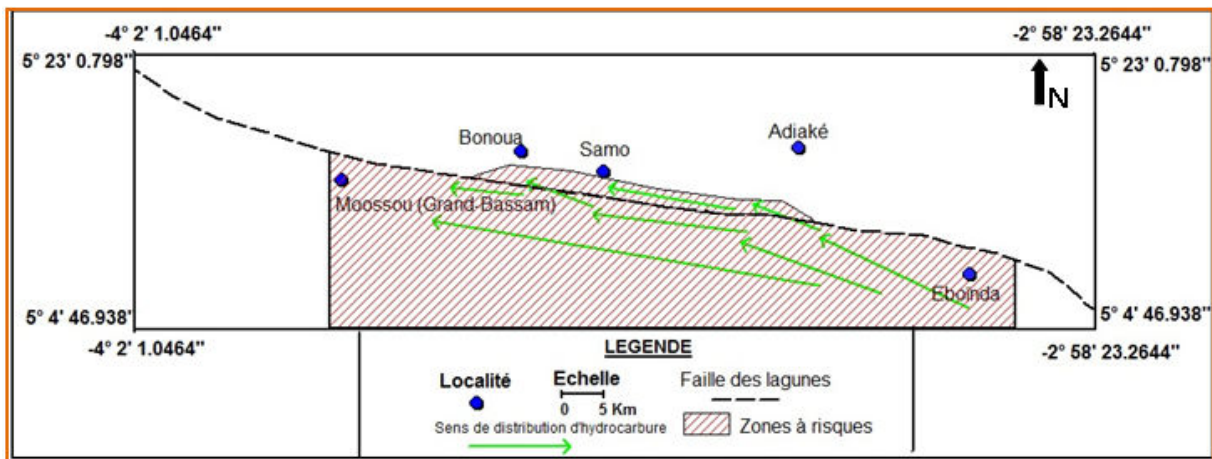 -4° 2' 1.0464" -2° 58' 23.2644"
5° 23' 0.798" 5° 23' 0.798"
N
Bonoua Samo Adiaké
Moossou (Grand-Bassam)
Eboïnda
5° 4' 46.938' 5° 4' 46.938"
-4° 2' 1.0464" -2° 58' 23.2644"
LEGENDE
Localité Echelle Faille des lagunes
0 5 Km
Sens de distribution d'hydrocarbure Zones à risques